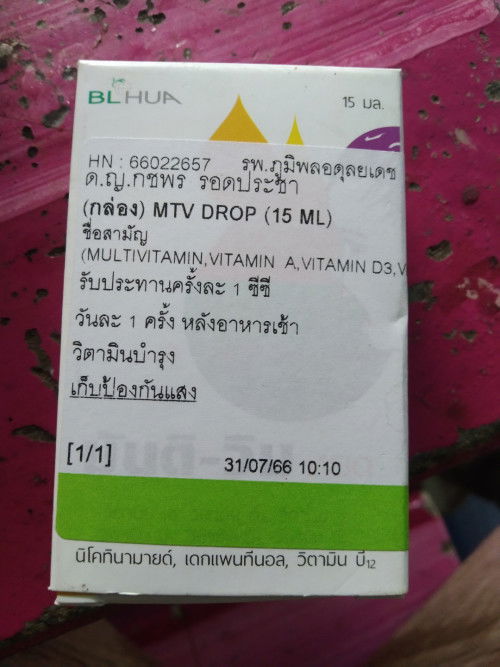 BLHUA
15 มล.
HN : 66022657 รพ.ภูมิพลอดุลยเดช
ด.ญ.กชพร รอดประชา
(กล่อง) MTV DROP (15 ML)
ชื่อสามัญ
(MULTIVITAMIN,VITAMIN A,VITAMIN D3,V
รับประทานครั้งละ 1 ซีซี
วันละ 1 ครั้ง หลังอาหารเช้า
วิตามินบำรุง
เก็บป้องกันแสง
[1/1] 31/07/66 10:10
นิโคทินามายด์, เดกแพนทีนอล, วิตามิน บี12